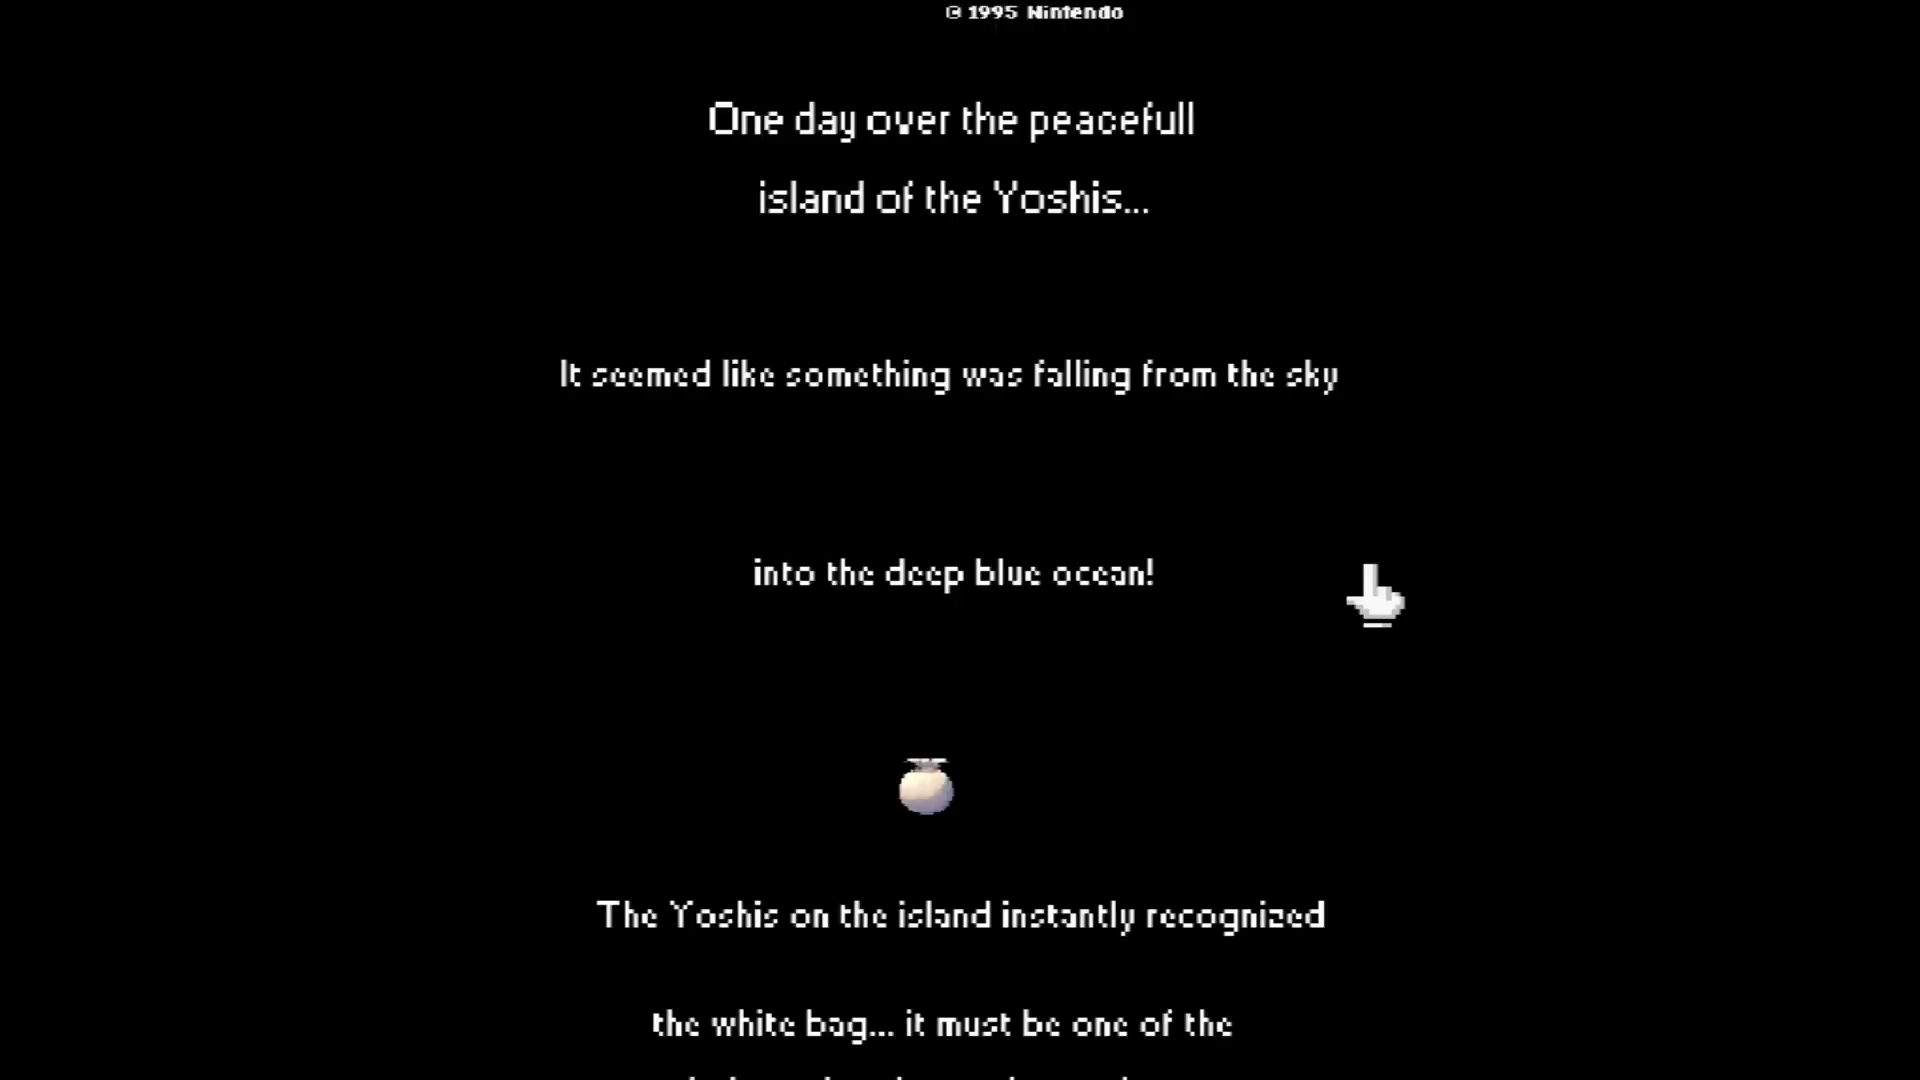 © 1995 Nintendo
One day over the peacefull
island of the Yoshis...
It seemed like something was falling from the sky
into the deep blue ocean!
The Yoshis on the island instantly recognized
the white bag... it must be one of the